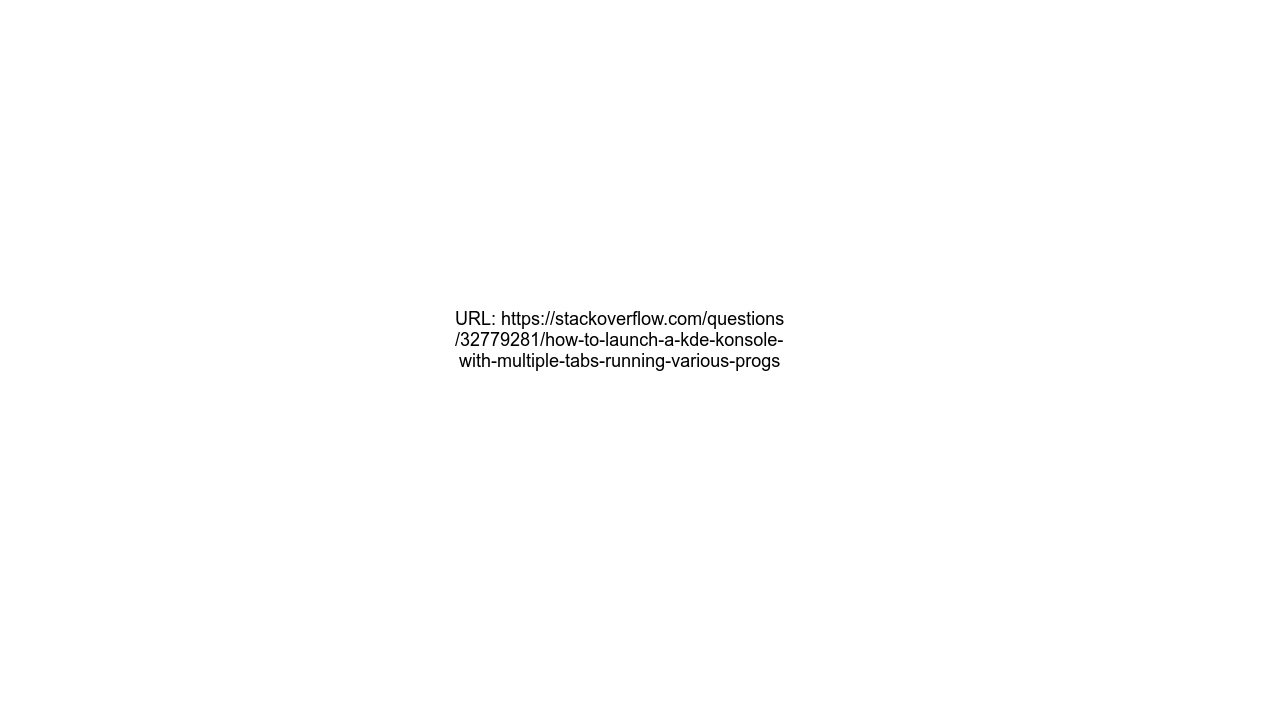 URL: https://stackoverflow.com/questions
/32779281/how-to-launch-a-kde-konsole-
with-multiple-tabs-running-various-progs